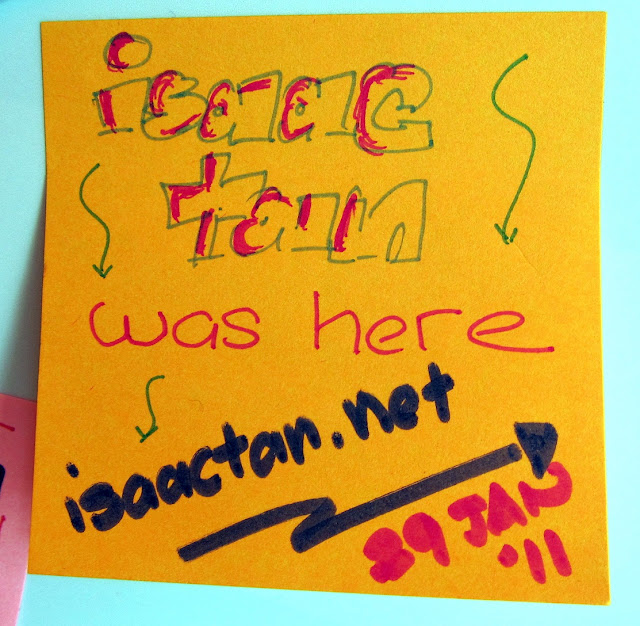 isaac
tan
was here
isaactan.net
29 JAN
'11